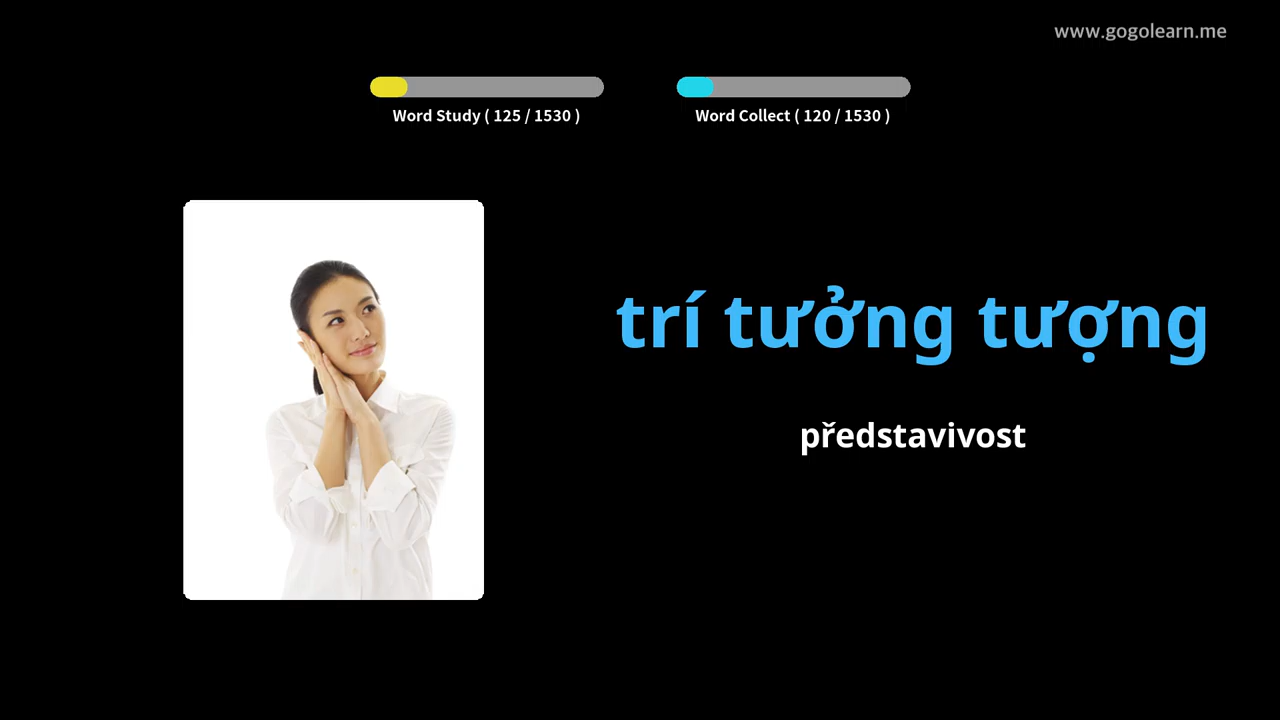 www.gogolearn.me
Word Study ( 125 / 1530 )
Word Collect ( 120 / 1530 )
trí tưởng tượng
představivost